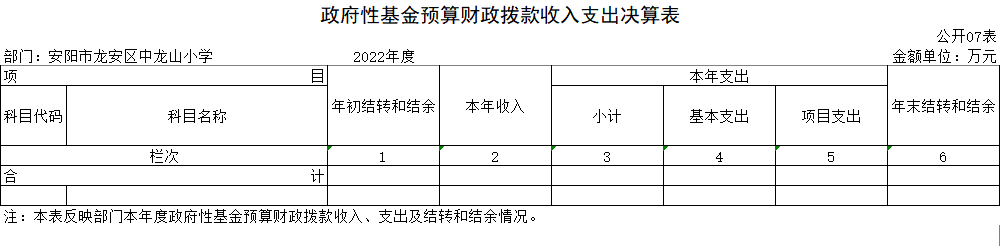 政府性基金预算财政拨款收入支出决算表
公开07表
部门：安阳市龙安区中龙山小学 2022年度 金额单位：万元
项 目 年初结转和结余 本年收入 本年支出 年末结转和结余
科目代码 科目名称 小计 基本支出 项目支出
栏次 1 2 3 4 5 6
合 计
注：本表反映部门本年度政府性基金预算财政拨款收入、支出及结转和结余情况。